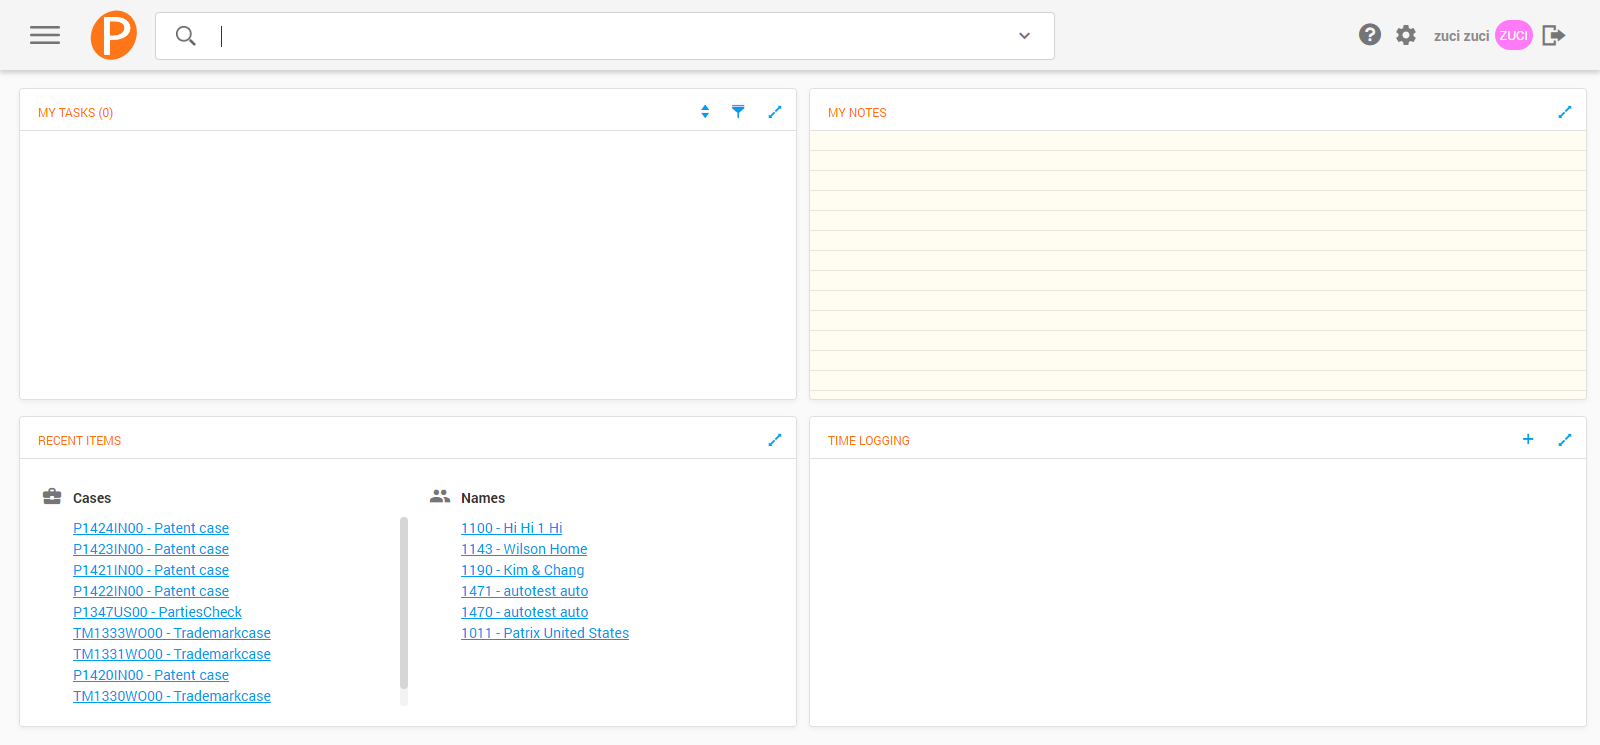 P
zuci zuci ZUCI
MY TASKS (0)
MY NOTES
RECENT ITEMS
Cases
P1424IN00 - Patent case
P1423IN00 - Patent case
P1421IN00 - Patent case
P1422IN00 - Patent case
P1347US00 - PartiesCheck
TM1333WO00 - Trademarkcase
TM1331WO00 - Trademarkcase
P1420IN00 - Patent case
TM1330WO00 - Trademarkcase
Names
1100 - Hi Hi 1 Hi
1143 - Wilson Home
1190 - Kim & Chang
1471 - autotest auto
1470 - autotest auto
1011 - Patrix United States
TIME LOGGING